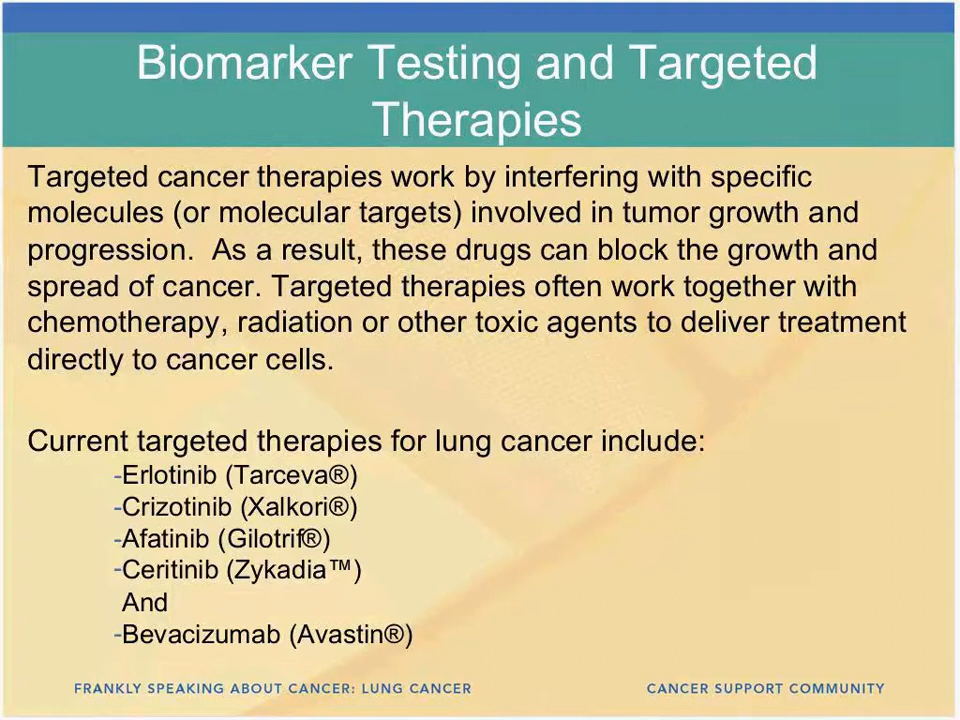 Biomarker Testing and Targeted
Therapies
Targeted cancer therapies work by interfering with specific
molecules (or molecular targets) involved in tumor growth and
progression.  As a result, these drugs can block the growth and
spread of cancer. Targeted therapies often work together with
chemotherapy, radiation or other toxic agents to deliver treatment
directly to cancer cells.
Current targeted therapies for lung cancer include:
-Erlotinib (Tarceva®)
-Crizotinib (Xalkori®)
-Afatinib (Gilotrif®)
-Ceritinib (Zykadia™)
And
-Bevacizumab (Avastin®)
FRANKLY SPEAKING ABOUT CANCER: LUNG CANCER
CANCER SUPPORT COMMUNITY